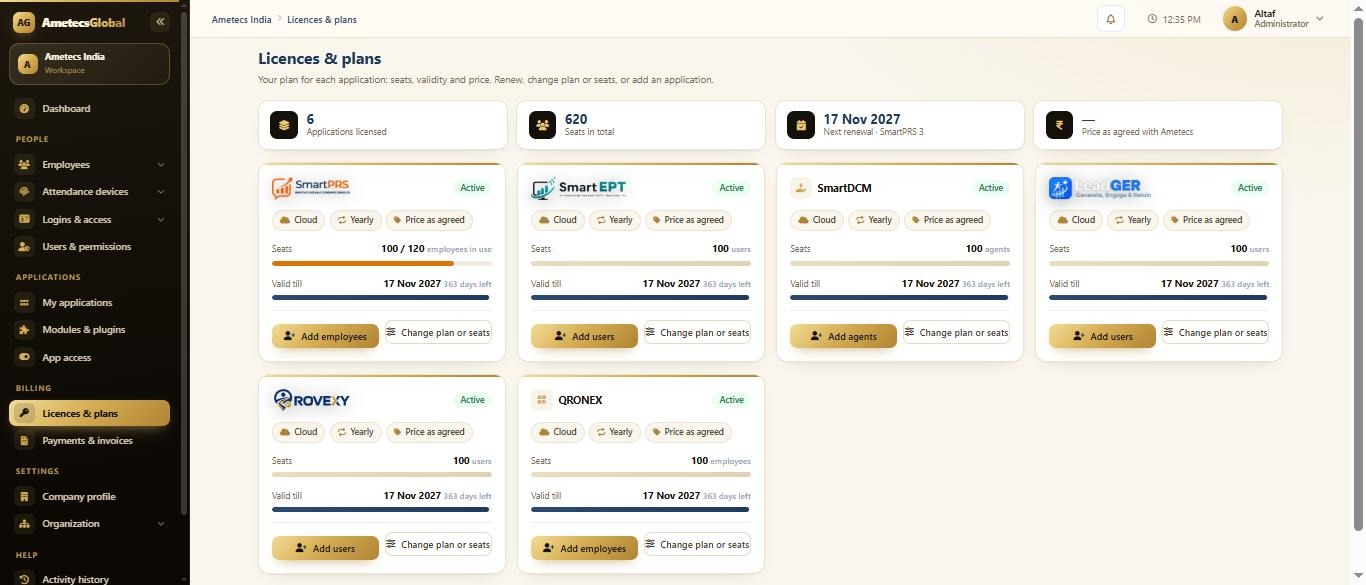 AG AmetecsGlobal
A Ametecs India
Workspace
Dashboard
PEOPLE
Employees
Attendance devices
Logins & access
Users & permissions
APPLICATIONS
My applications
Modules & plugins
App access
BILLING
Licences & plans
Payments & invoices
SETTINGS
Company profile
Organization
HELP
Activity history
Ametecs India Licences & plans
12:35 PM
A Altaf
Administrator
Licences & plans
Your plan for each application: seats, validity and price. Renew, change plan or seats, or add an application.
6
Applications licensed
620
Seats in total
17 Nov 2027
Next renewal · SmartPRS 3
₹ —
Price as agreed with Ametecs
SmartPRS Active
Cloud Yearly Price as agreed
Seats 100 / 120 employees in use
Valid till 17 Nov 2027 363 days left
Add employees Change plan or seats
Smart EPT Active
Cloud Yearly Price as agreed
Seats 100 users
Valid till 17 Nov 2027 363 days left
Add users Change plan or seats
SmartDCM Active
Cloud Yearly Price as agreed
Seats 100 agents
Valid till 17 Nov 2027 363 days left
Add agents Change plan or seats
LeadGER Active
Generate, Engage & Retain
Cloud Yearly Price as agreed
Seats 100 users
Valid till 17 Nov 2027 363 days left
Add users Change plan or seats
ROVEXY Active
Cloud Yearly Price as agreed
Seats 100 users
Valid till 17 Nov 2027 363 days left
Add users Change plan or seats
QRONEX Active
Cloud Yearly Price as agreed
Seats 100 employees
Valid till 17 Nov 2027 363 days left
Add employees Change plan or seats